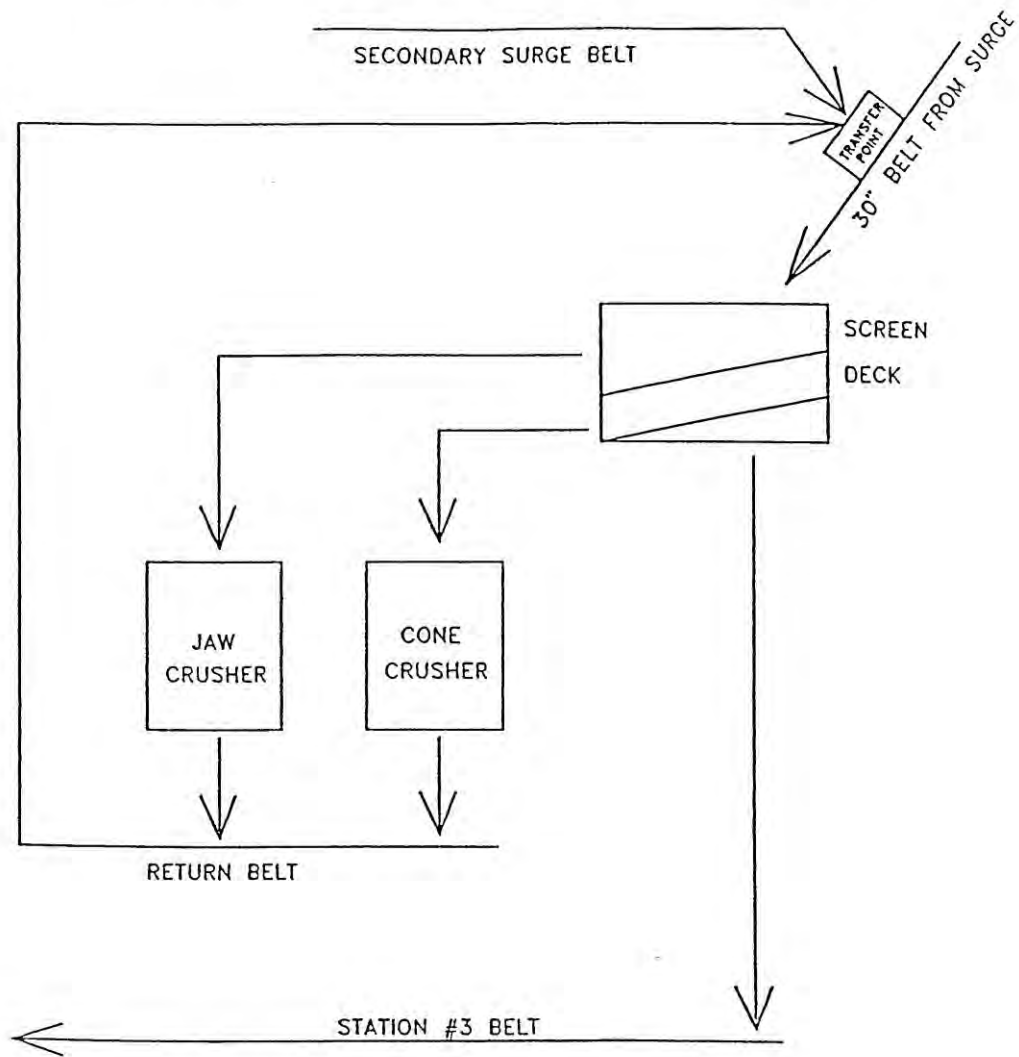 SECONDARY SURGE BELT
TRANSFER
POINT
30" BELT FROM SURGE
SCREEN
DECK
JAW
CRUSHER
CONE
CRUSHER
RETURN BELT
STATION #3 BELT